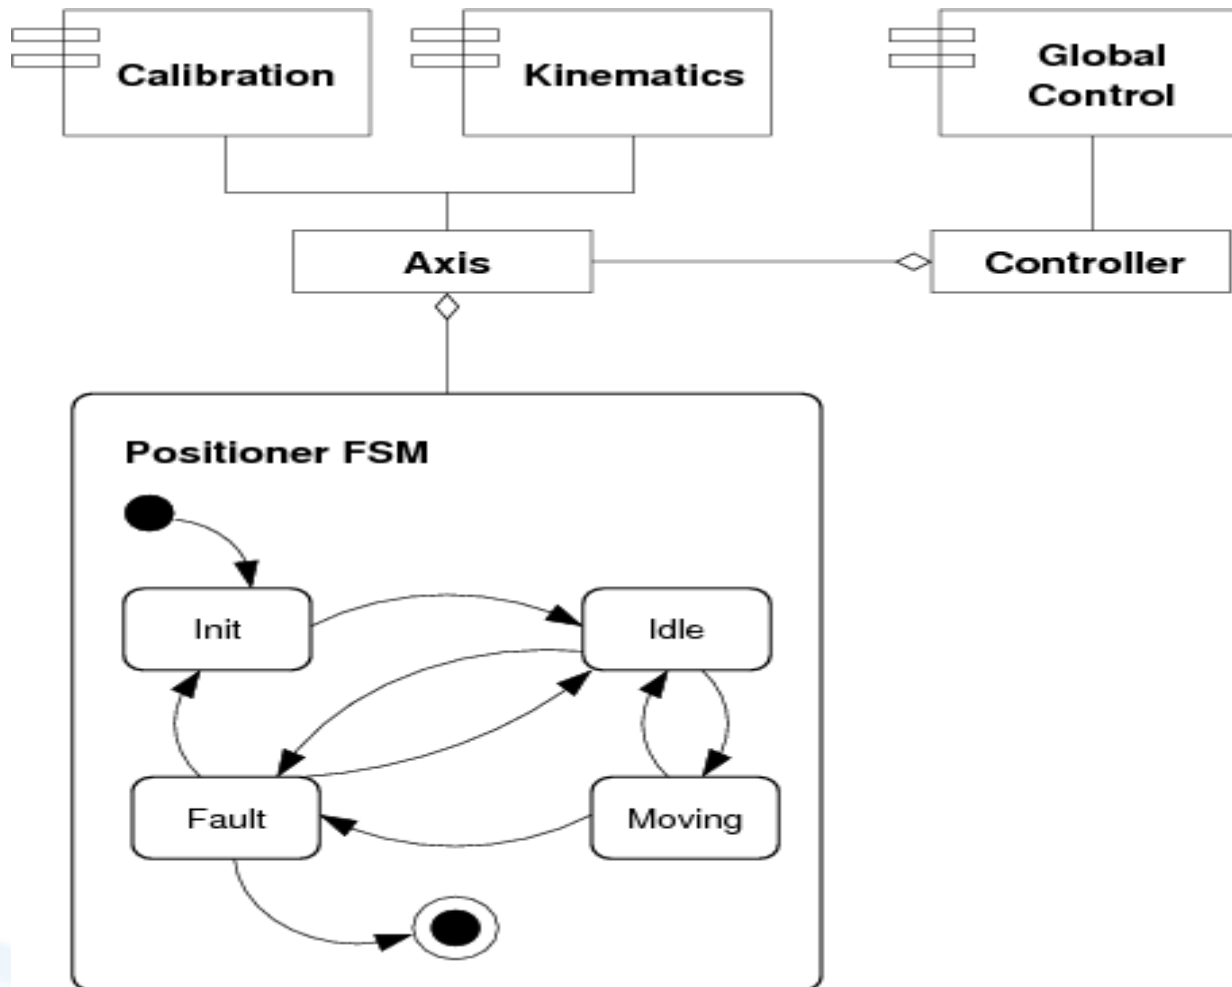 Calibration
Kinematics
Global
Control
Axis
Controller
Positioner FSM
Init
Idle
Fault
Moving